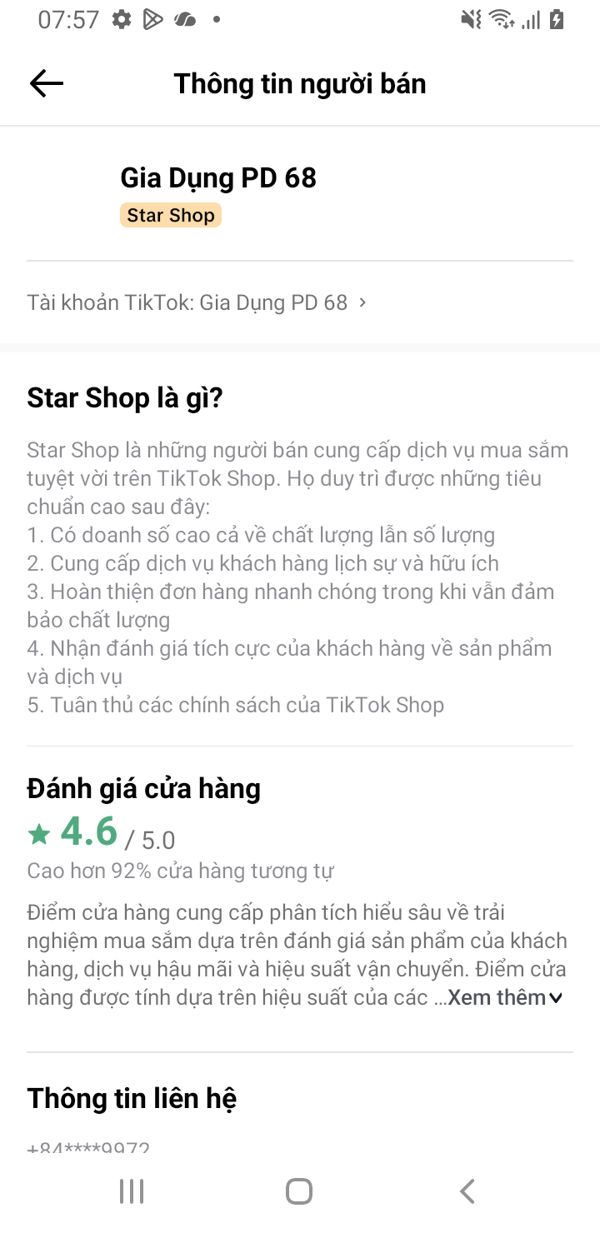 07:57
Thông tin người bán
Gia Dụng PD 68
Star Shop
Tài khoản TikTok: Gia Dụng PD 68 ›
Star Shop là gì?
Star Shop là những người bán cung cấp dịch vụ mua sắm
tuyệt vời trên TikTok Shop. Họ duy trì được những tiêu
chuẩn cao sau đây:
1. Có doanh số cao cả về chất lượng lẫn số lượng
2. Cung cấp dịch vụ khách hàng lịch sự và hữu ích
3. Hoàn thiện đơn hàng nhanh chóng trong khi vẫn đảm
bảo chất lượng
4. Nhận đánh giá tích cực của khách hàng về sản phẩm
và dịch vụ
5. Tuân thủ các chính sách của TikTok Shop
Đánh giá cửa hàng
4.6 / 5.0
Cao hơn 92% cửa hàng tương tự
Điểm cửa hàng cung cấp phân tích hiểu sâu về trải
nghiệm mua sắm dựa trên đánh giá sản phẩm của khách
hàng, dịch vụ hậu mãi và hiệu suất vận chuyển. Điểm cửa
hàng được tính dựa trên hiệu suất của các ...Xem thêm
Thông tin liên hệ
+84****9972